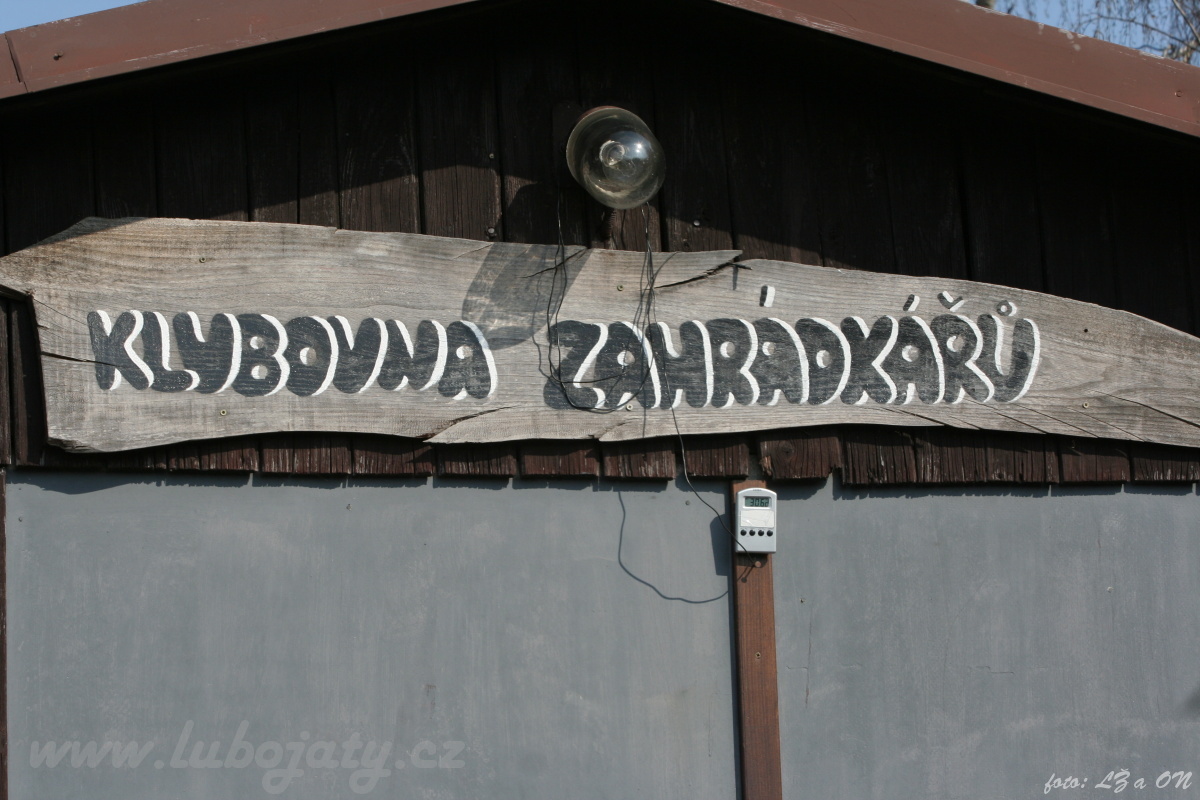 KLUBOVNA ZAHRÁDKÁŘŮ
www.lubojaty.cz
foto: LŽ a ON